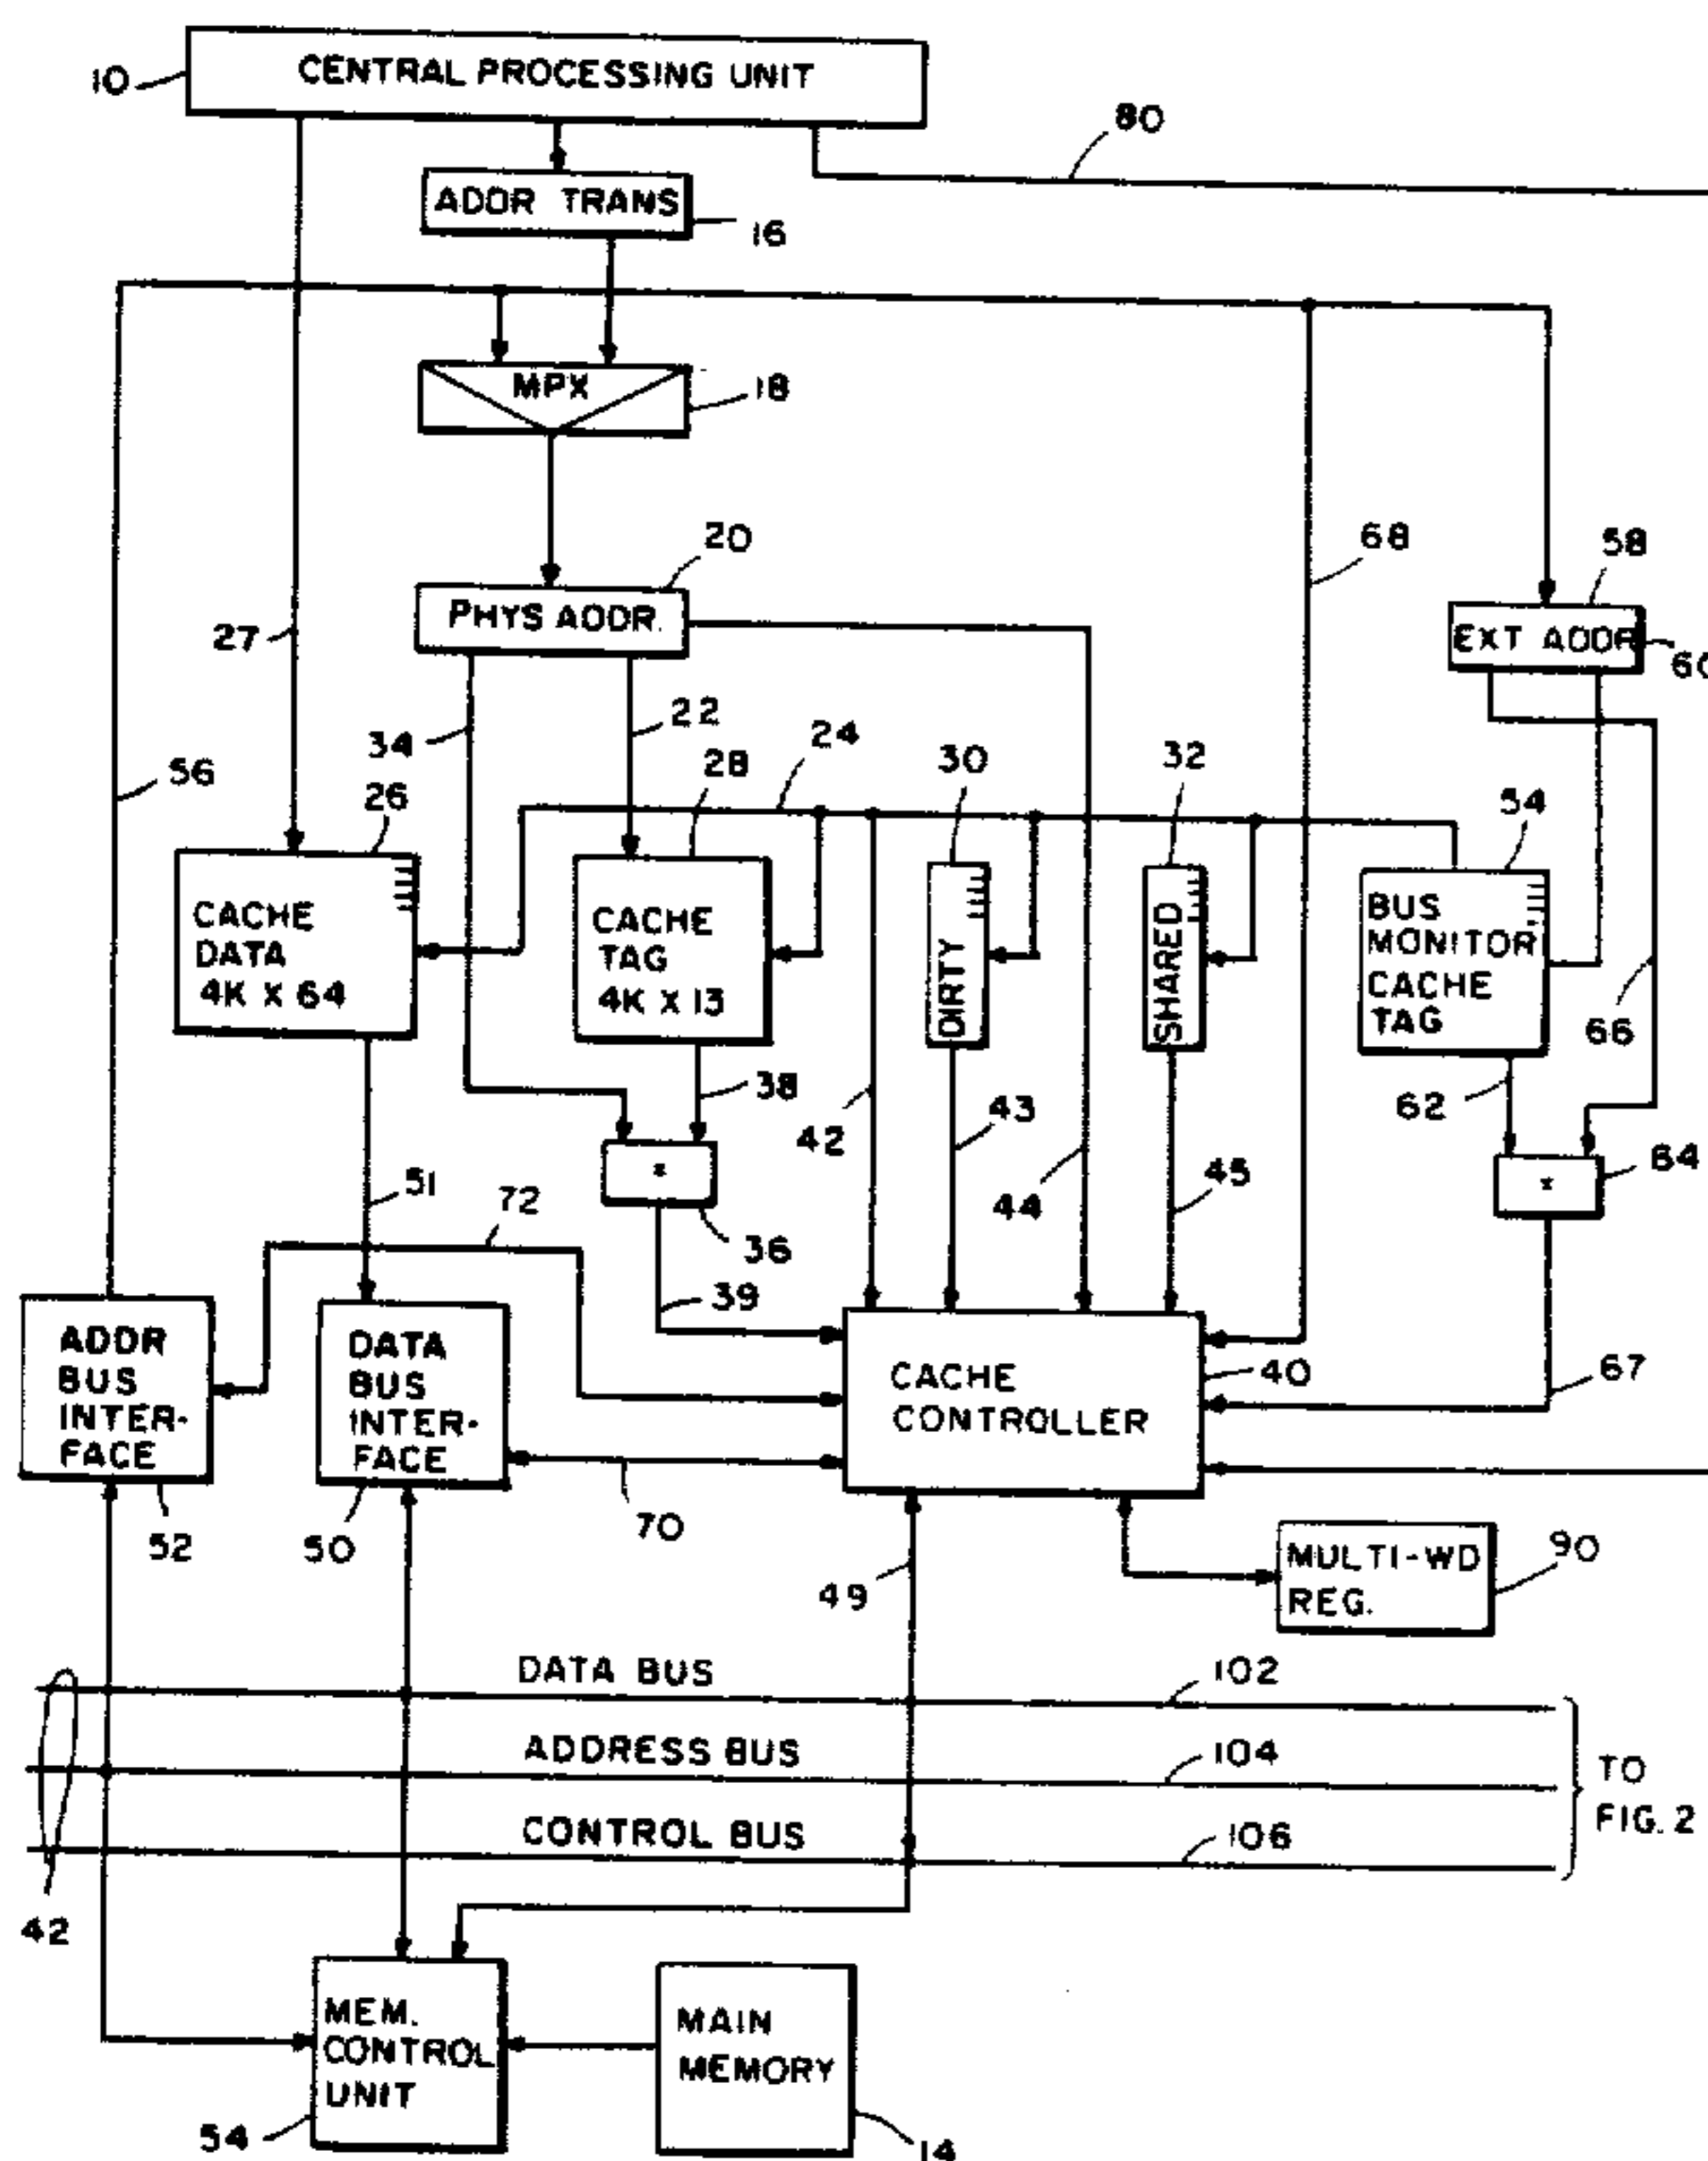 10
CENTRAL PROCESSING UNIT
80
ADDR TRANS
16
MPX
18
20
68
58
PHYS ADDR.
EXT ADDR
60
27
34
22
24
56
26
28
30
32
54
CACHE
DATA
4K X 64
CACHE
TAG
4K X 13
DIRTY
SHARED
BUS
MONITOR
CACHE
TAG
66
38
42
43
44
45
62
64
51
72
36
39
ADDR
BUS
INTER-
FACE
DATA
BUS
INTER-
FACE
CACHE
CONTROLLER
40
67
52
50
70
49
MULTI-WD
REG.
90
DATA BUS
102
ADDRESS BUS
104
CONTROL BUS
106
TO
FIG. 2
42
MEM.
CONTROL
UNIT
MAIN
MEMORY
54
14